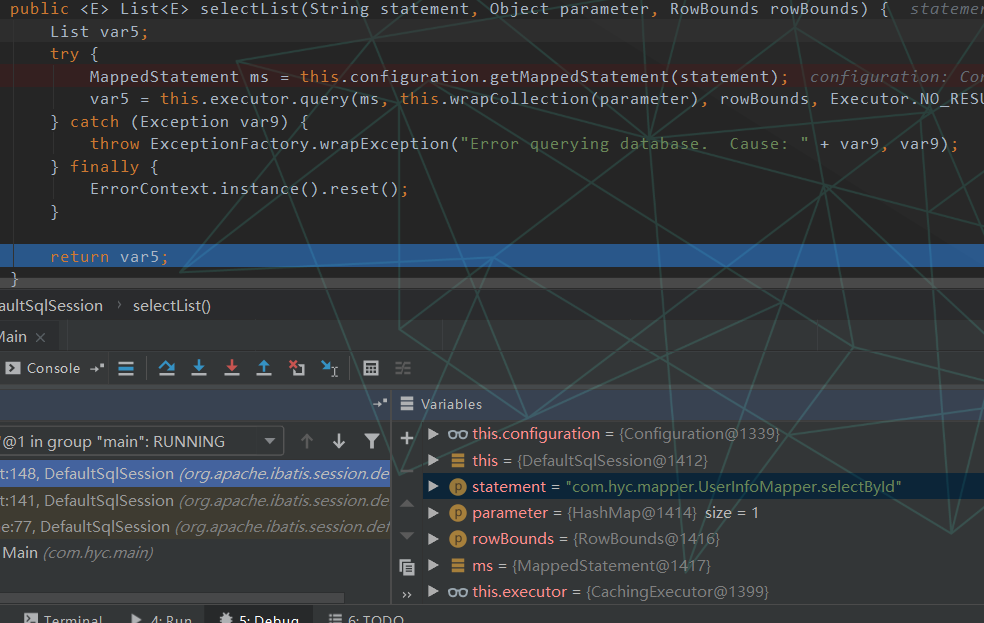 public <E> List<E> selectList(String statement, Object parameter, RowBounds rowBounds) { statemen
List var5;
try {
MappedStatement ms = this.configuration.getMappedStatement(statement); configuration: Con
var5 = this.executor.query(ms, this.wrapCollection(parameter), rowBounds, Executor.NO_RESU
} catch (Exception var9) {
throw ExceptionFactory.wrapException("Error querying database.  Cause: " + var9, var9);
} finally {
ErrorContext.instance().reset();
}
return var5;
}
aultSqlSession › selectList()
Main ×
Console
Variables
'@1 in group "main": RUNNING
t:148, DefaultSqlSession (org.apache.ibatis.session.de
t:141, DefaultSqlSession (org.apache.ibatis.session.de
e:77, DefaultSqlSession (org.apache.ibatis.session.def
Main (com.hyc.main)
this.configuration = {Configuration@1339}
this = {DefaultSqlSession@1412}
statement = "com.hyc.mapper.UserInfoMapper.selectById"
parameter = {HashMap@1414} size = 1
rowBounds = {RowBounds@1416}
ms = {MappedStatement@1417}
this.executor = {CachingExecutor@1399}
Terminal 4: Run 5: Debug 6: TODO